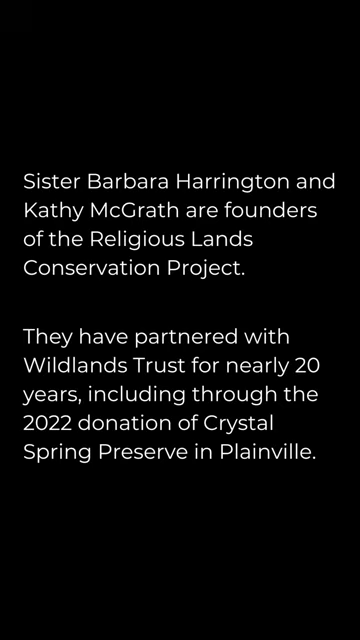 Sister Barbara Harrington and
Kathy McGrath are founders
of the Religious Lands
Conservation Project.
They have partnered with
Wildlands Trust for nearly 20
years, including through the
2022 donation of Crystal
Spring Preserve in Plainville.